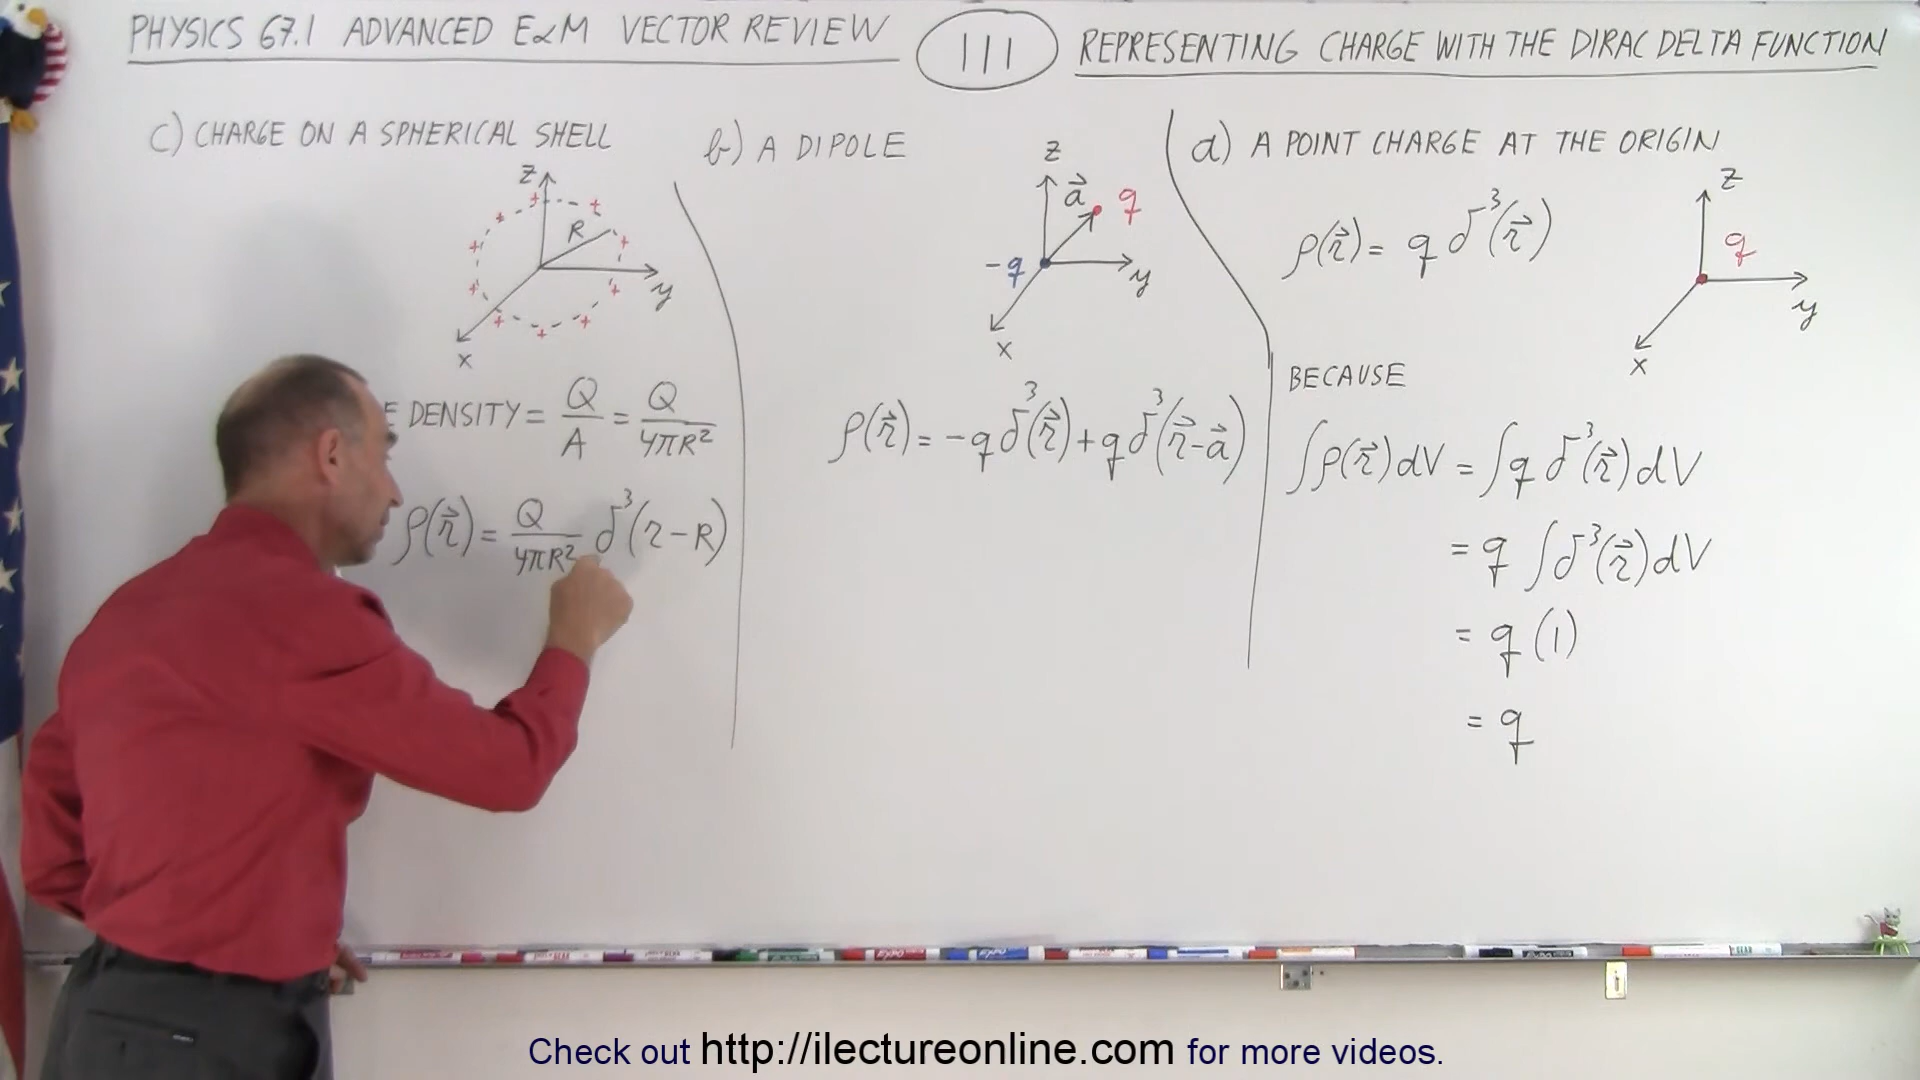 PHYSICS 67.1 ADVANCED E&M VECTOR REVIEW
111
REPRESENTING CHARGE WITH THE DIRAC DELTA FUNCTION
c) CHARGE ON A SPHERICAL SHELL
z
R
y
x
E DENSITY = Q/A = Q/4πR²
ρ(r⃗) = Q/4πR² δ³(r-R)
b) A DIPOLE
z
a⃗
q
-q
y
x
ρ(r⃗) = -q δ³(r⃗) + q δ³(r⃗-a⃗)
a) A POINT CHARGE AT THE ORIGIN
ρ(r⃗) = q δ³(r⃗)
z
q
y
x
BECAUSE
∫ρ(r⃗)dV = ∫q δ³(r⃗)dV
= q ∫δ³(r⃗)dV
= q (1)
= q
Check out http://ilectureonline.com for more videos.